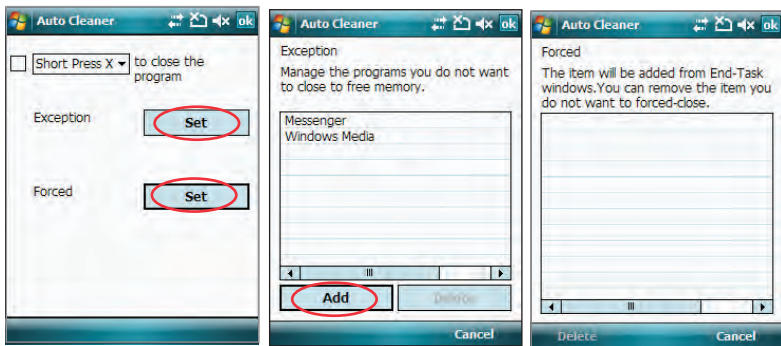 Auto Cleaner
ok
Short Press X
to close the
program
Exception
Set
Forced
Set
Auto Cleaner
ok
Exception
Manage the programs you do not want
to close to free memory.
Messenger
Windows Media
Add
Delete
Cancel
Auto Cleaner
ok
Forced
The item will be added from End-Task
windows.You can remove the item you
do not want to forced-close.
Delete
Cancel